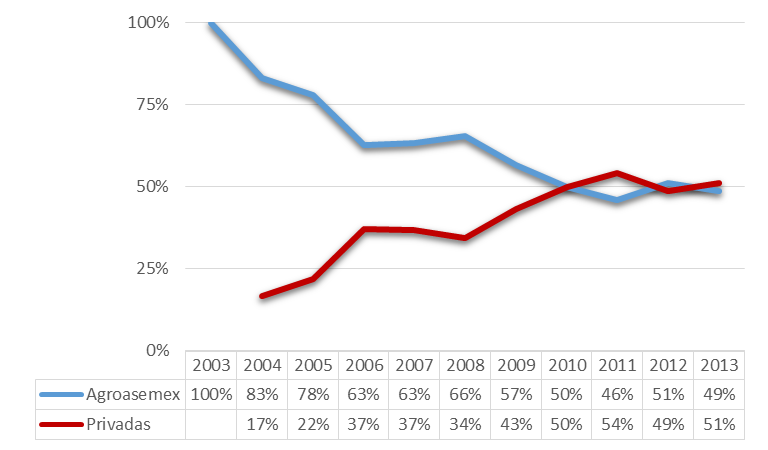 100%
75%
50%
25%
0%
2003 2004 2005 2006 2007 2008 2009 2010 2011 2012 2013
Agroasemex 100% 83% 78% 63% 63% 66% 57% 50% 46% 51% 49%
Privadas 17% 22% 37% 37% 34% 43% 50% 54% 49% 51%